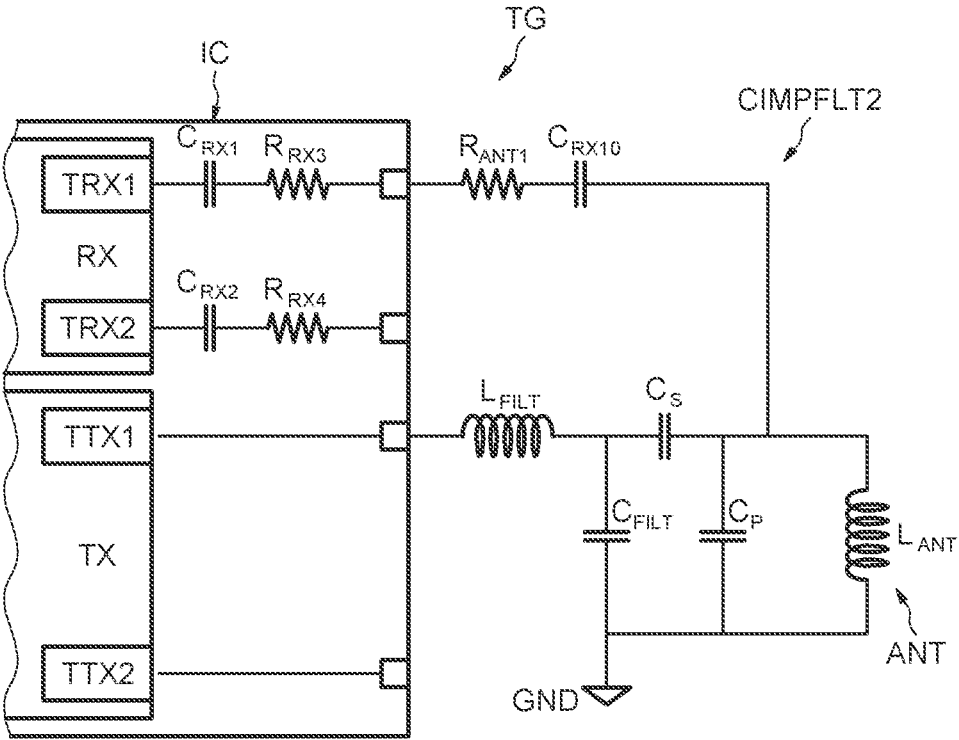 TG
IC
CIMPFLT2
CRX1
RRX3
RANT1
CRX10
TRX1
RX
CRX2
RRX4
TRX2
LFILT
CS
TTX1
CFILT
CP
LANT
TX
ANT
TTX2
GND